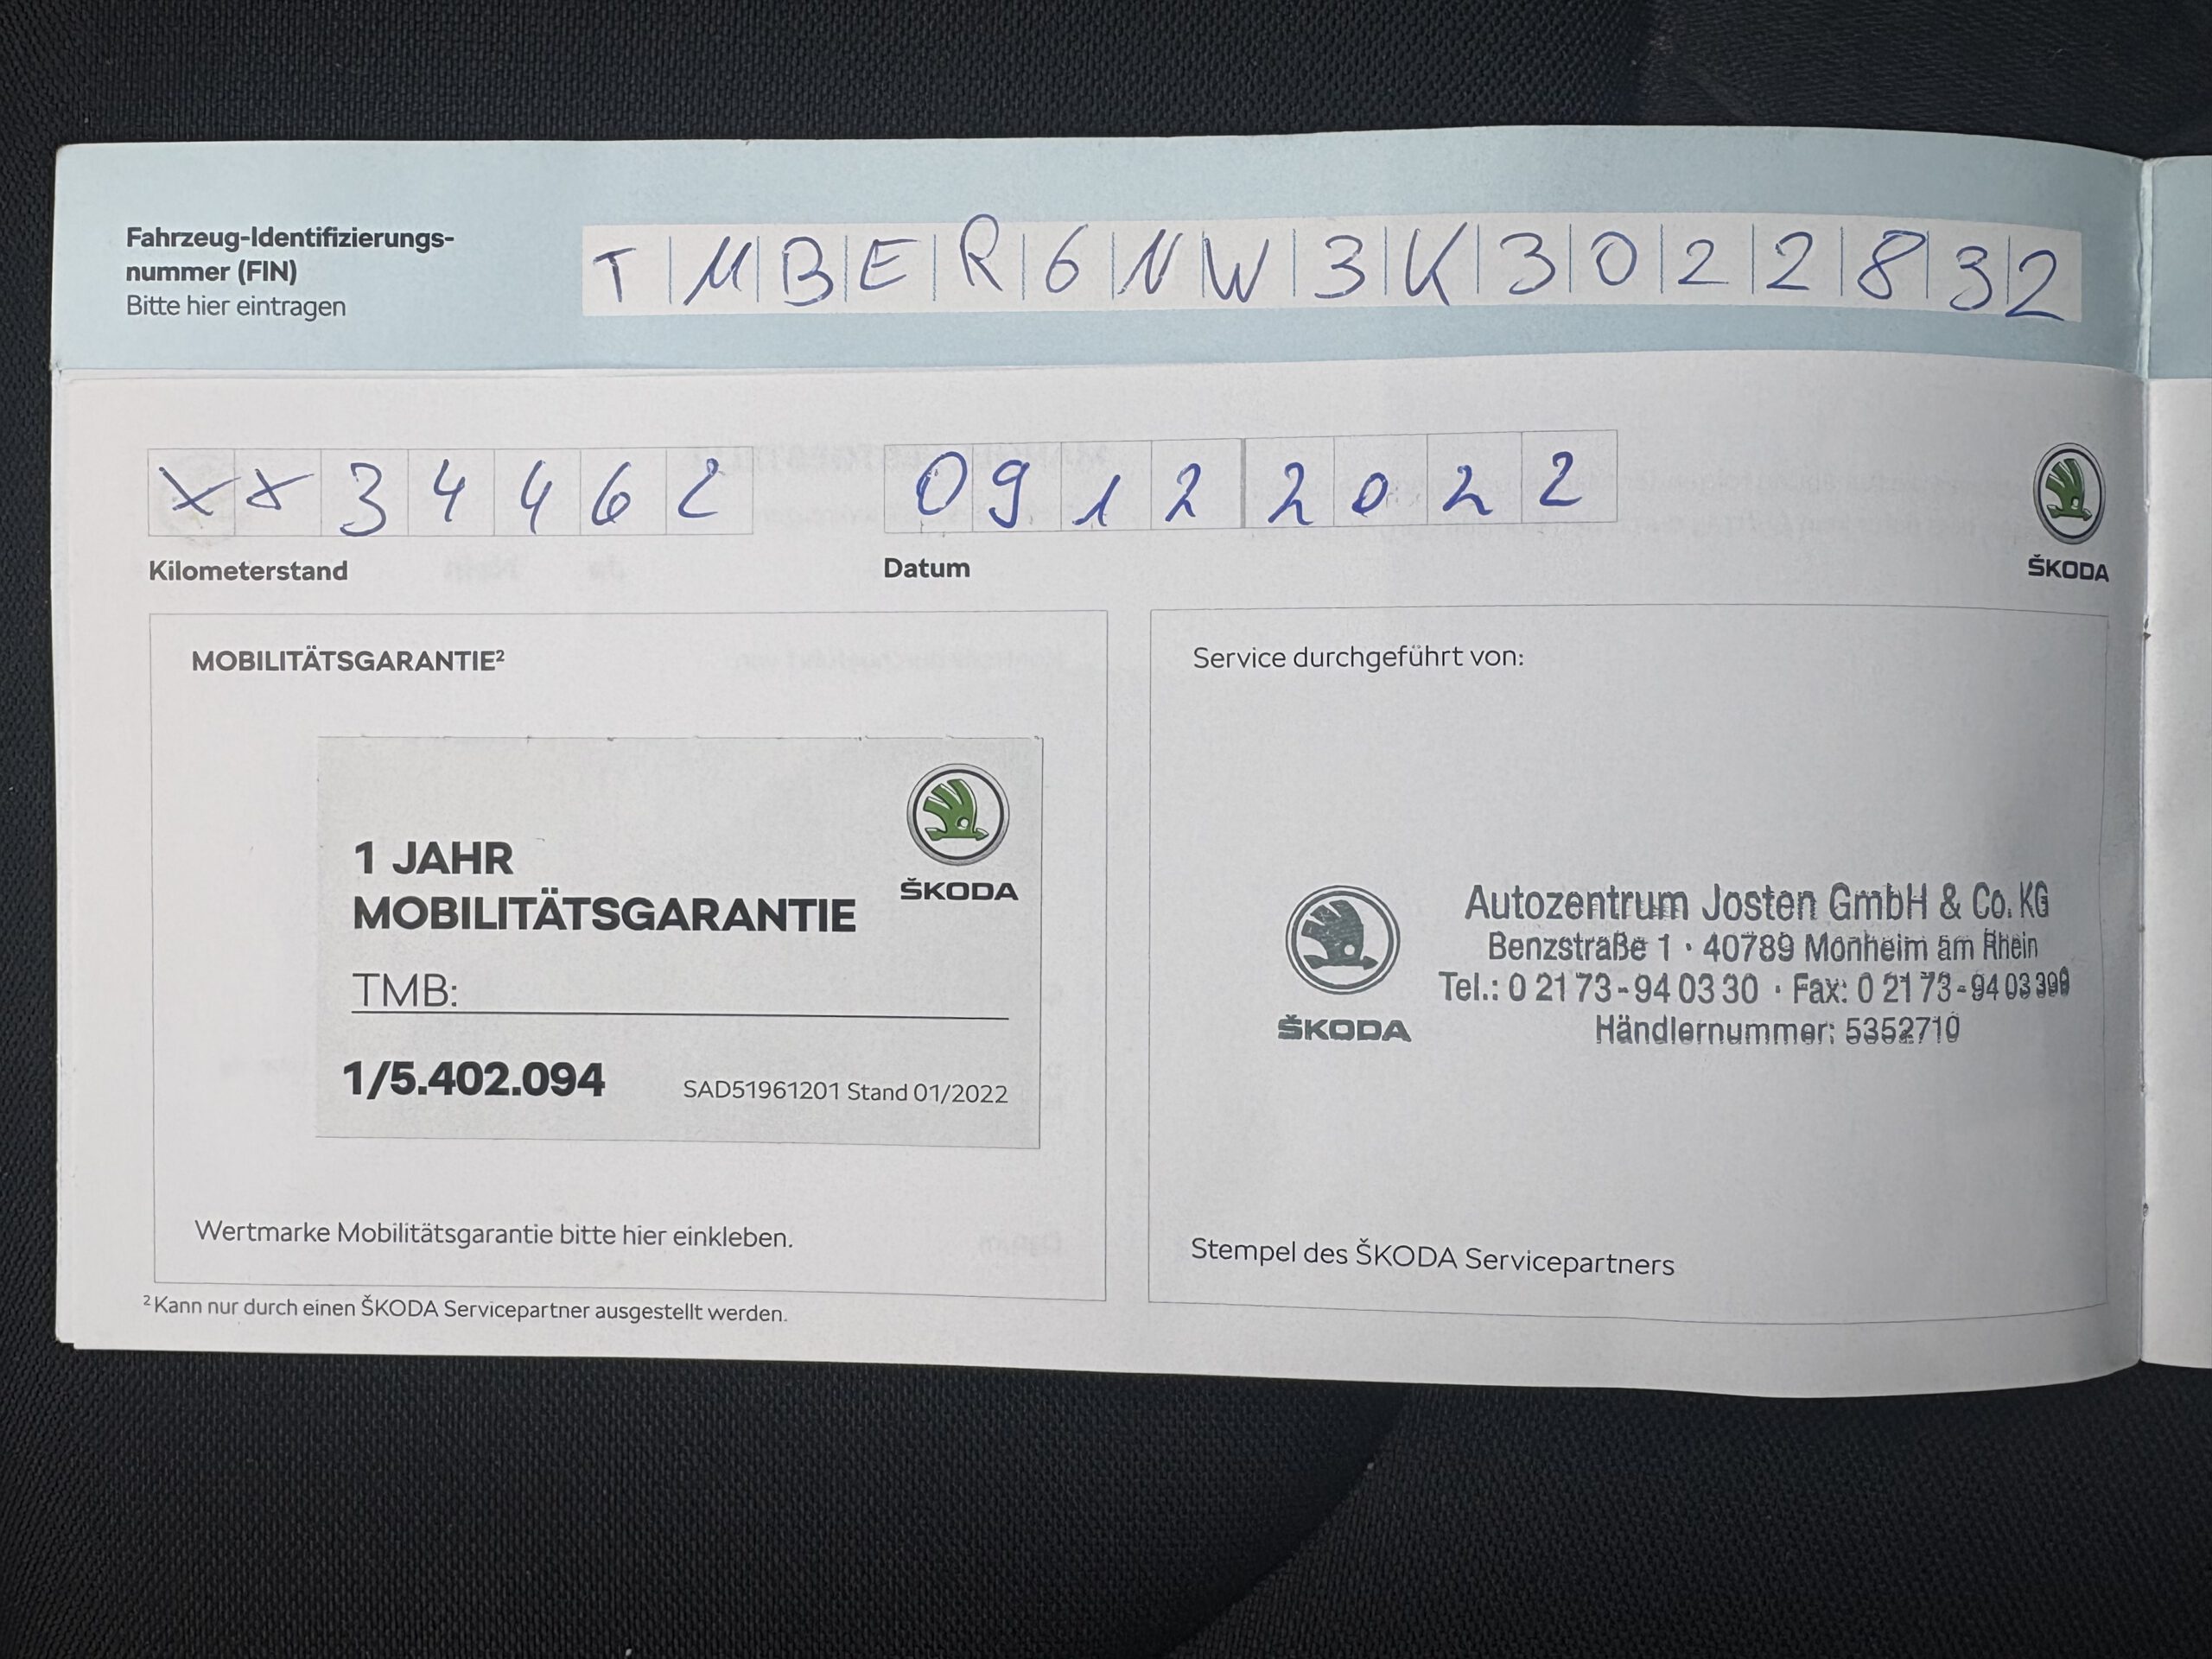 Fahrzeug-Identifizierungs-
nummer (FIN)
Bitte hier eintragen
TMBER6NW3K3022832
XX34462
Kilometerstand
09122022
Datum
ŠKODA
MOBILITÄTSGARANTIE²
1 JAHR
MOBILITÄTSGARANTIE
ŠKODA
TMB:
1/5.402.094
SAD51961201 Stand 01/2022
Wertmarke Mobilitätsgarantie bitte hier einkleben.
²Kann nur durch einen ŠKODA Servicepartner ausgestellt werden.
Service durchgeführt von:
ŠKODA
Autozentrum Josten GmbH & Co. KG
Benzstraße 1 · 40789 Monheim am Rhein
Tel.: 0 21 73 - 94 03 30 · Fax: 0 21 73 -
Händlernummer: 5352710
Stempel des ŠKODA Servicepartners